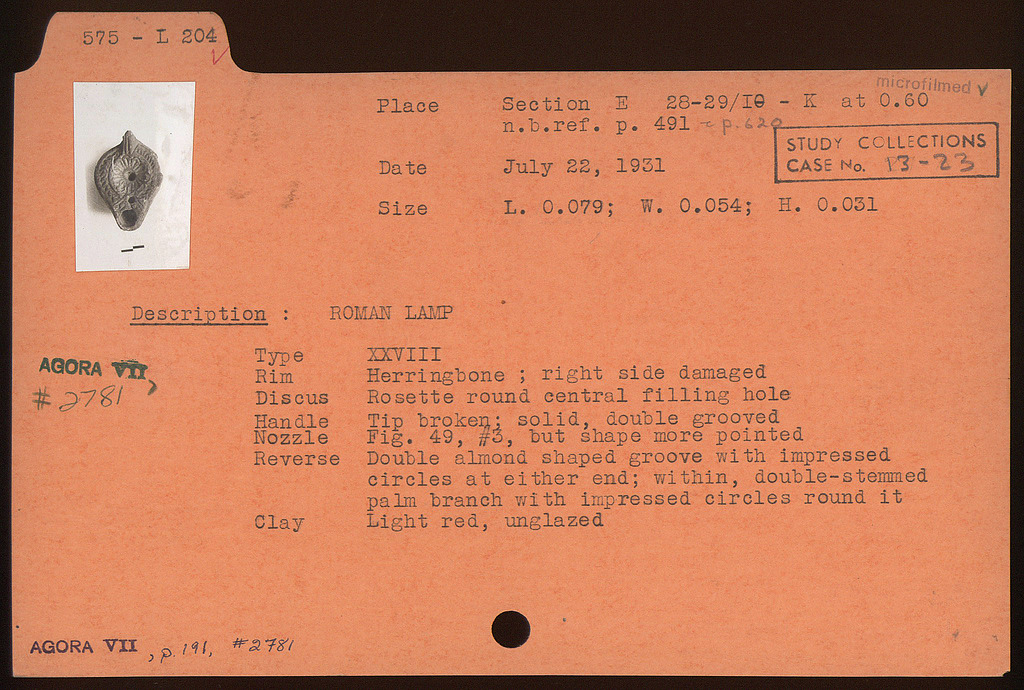 575 - L 204
microfilmed √
Place Section E 28-29/I0 - K at 0.60
n.b.ref. p. 491 p. 620
STUDY COLLECTIONS
CASE No. 13-23
Date July 22, 1931
Size L. 0.079; W. 0.054; H. 0.031
Description : ROMAN LAMP
AGORA VII,
# 2781
Type XXVIII
Rim Herringbone ; right side damaged
Discus Rosette round central filling hole
Handle Tip broken; solid, double grooved
Nozzle Fig. 49, #3, but shape more pointed
Reverse Double almond shaped groove with impressed
circles at either end; within, double-stemmed
palm branch with impressed circles round it
Clay Light red, unglazed
AGORA VII, p. 191, #2781